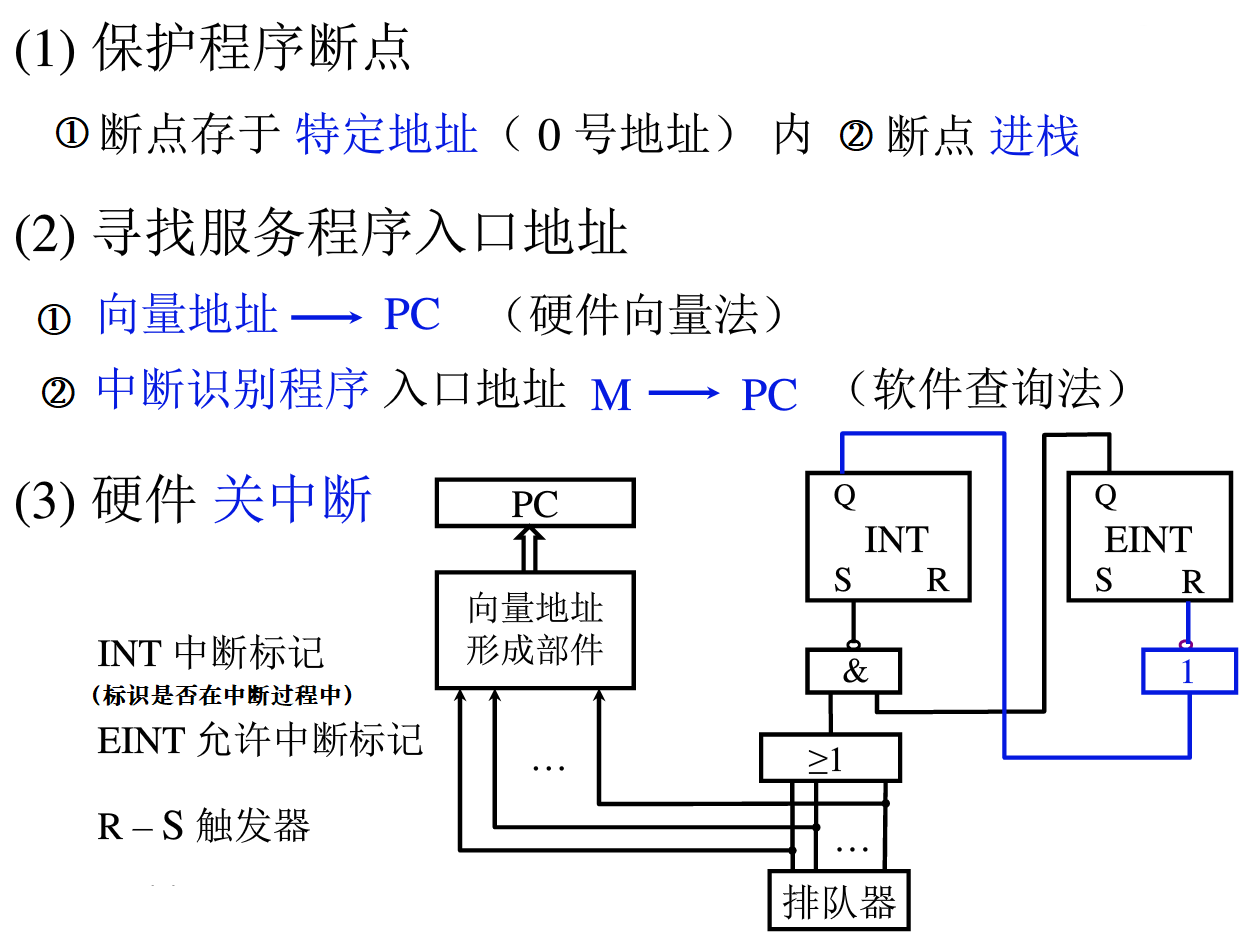 (1) 保护程序断点
① 断点存于 特定地址（ 0 号地址） 内 ② 断点 进栈
(2) 寻找服务程序入口地址
① 向量地址 → PC （硬件向量法）
② 中断识别程序 入口地址 M → PC （软件查询法）
(3) 硬件 关中断
PC
向量地址
形成部件
INT 中断标记
(标识是否在中断过程中)
EINT 允许中断标记
R – S 触发器
Q
INT
S R
Q
EINT
S R
&
1
≥1
…
…
排队器